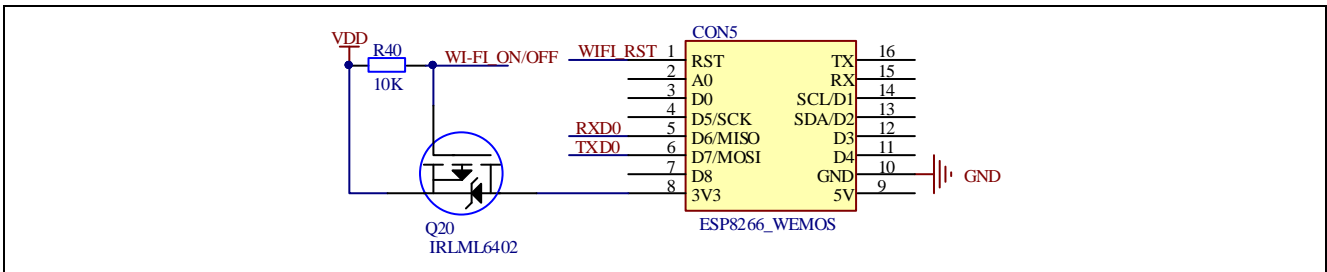 CON5
VDD
R40
WI-FI_ON/OFF
WIFI_RST
1
RST
TX
16
10K
2
A0
RX
15
3
D0
SCL/D1
14
4
D5/SCK
SDA/D2
13
RXD0
5
D6/MISO
D3
12
TXD0
6
D7/MOSI
D4
11
7
D8
GND
10
GND
8
3V3
5V
9
Q20
IRLML6402
ESP8266_WEMOS